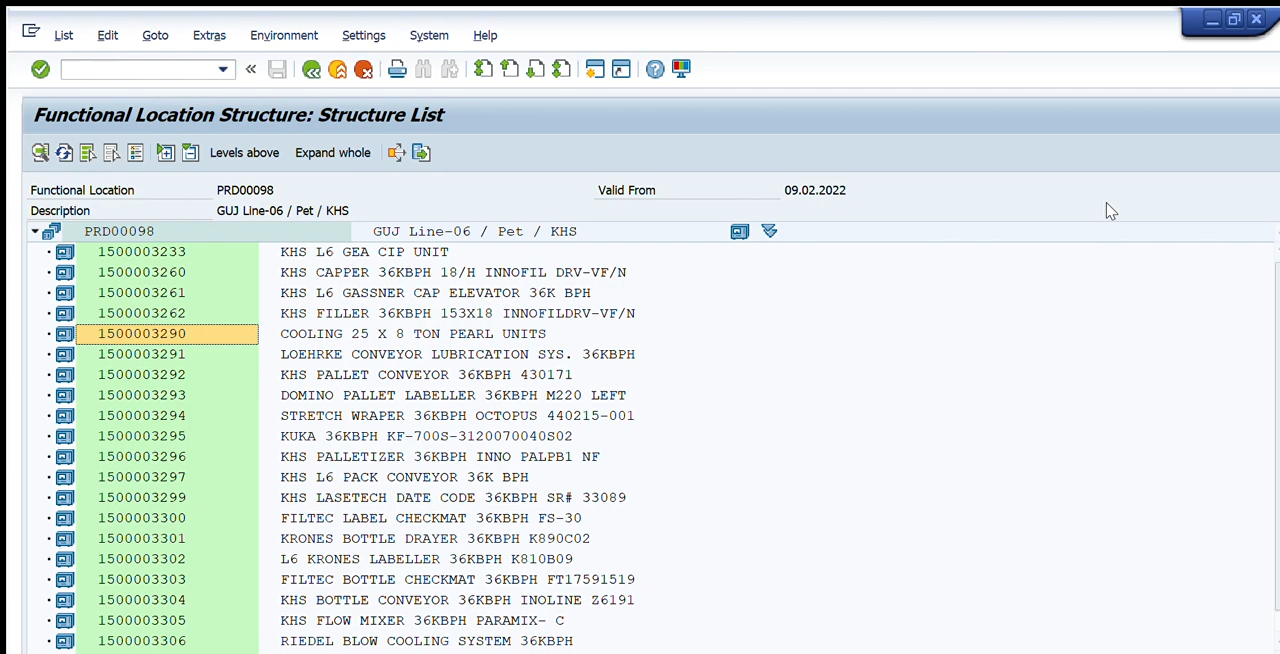 List Edit Goto Extras Environment Settings System Help
Functional Location Structure: Structure List
Levels above Expand whole
Functional Location PRD00098 Valid From 09.02.2022
Description GUJ Line-06 / Pet / KHS
PRD00098 GUJ Line-06 / Pet / KHS
1500003233 KHS L6 GEA CIP UNIT
1500003260 KHS CAPPER 36KBPH 18/H INNOFIL DRV-VF/N
1500003261 KHS L6 GASSNER CAP ELEVATOR 36K BPH
1500003262 KHS FILLER 36KBPH 153X18 INNOFILDRV-VF/N
1500003290 COOLING 25 X 8 TON PEARL UNITS
1500003291 LOEHRKE CONVEYOR LUBRICATION SYS. 36KBPH
1500003292 KHS PALLET CONVEYOR 36KBPH 430171
1500003293 DOMINO PALLET LABELLER 36KBPH M220 LEFT
1500003294 STRETCH WRAPER 36KBPH OCTOPUS 440215-001
1500003295 KUKA 36KBPH KF-700S-3120070040S02
1500003296 KHS PALLETIZER 36KBPH INNO PALPB1 NF
1500003297 KHS L6 PACK CONVEYOR 36K BPH
1500003299 KHS LASETECH DATE CODE 36KBPH SR# 33089
1500003300 FILTEC LABEL CHECKMAT 36KBPH FS-30
1500003301 KRONES BOTTLE DRAYER 36KBPH K890C02
1500003302 L6 KRONES LABELLER 36KBPH K810B09
1500003303 FILTEC BOTTLE CHECKMAT 36KBPH FT17591519
1500003304 KHS BOTTLE CONVEYOR 36KBPH INOLINE Z6191
1500003305 KHS FLOW MIXER 36KBPH PARAMIX- C
1500003306 RIEDEL BLOW COOLING SYSTEM 36KBPH